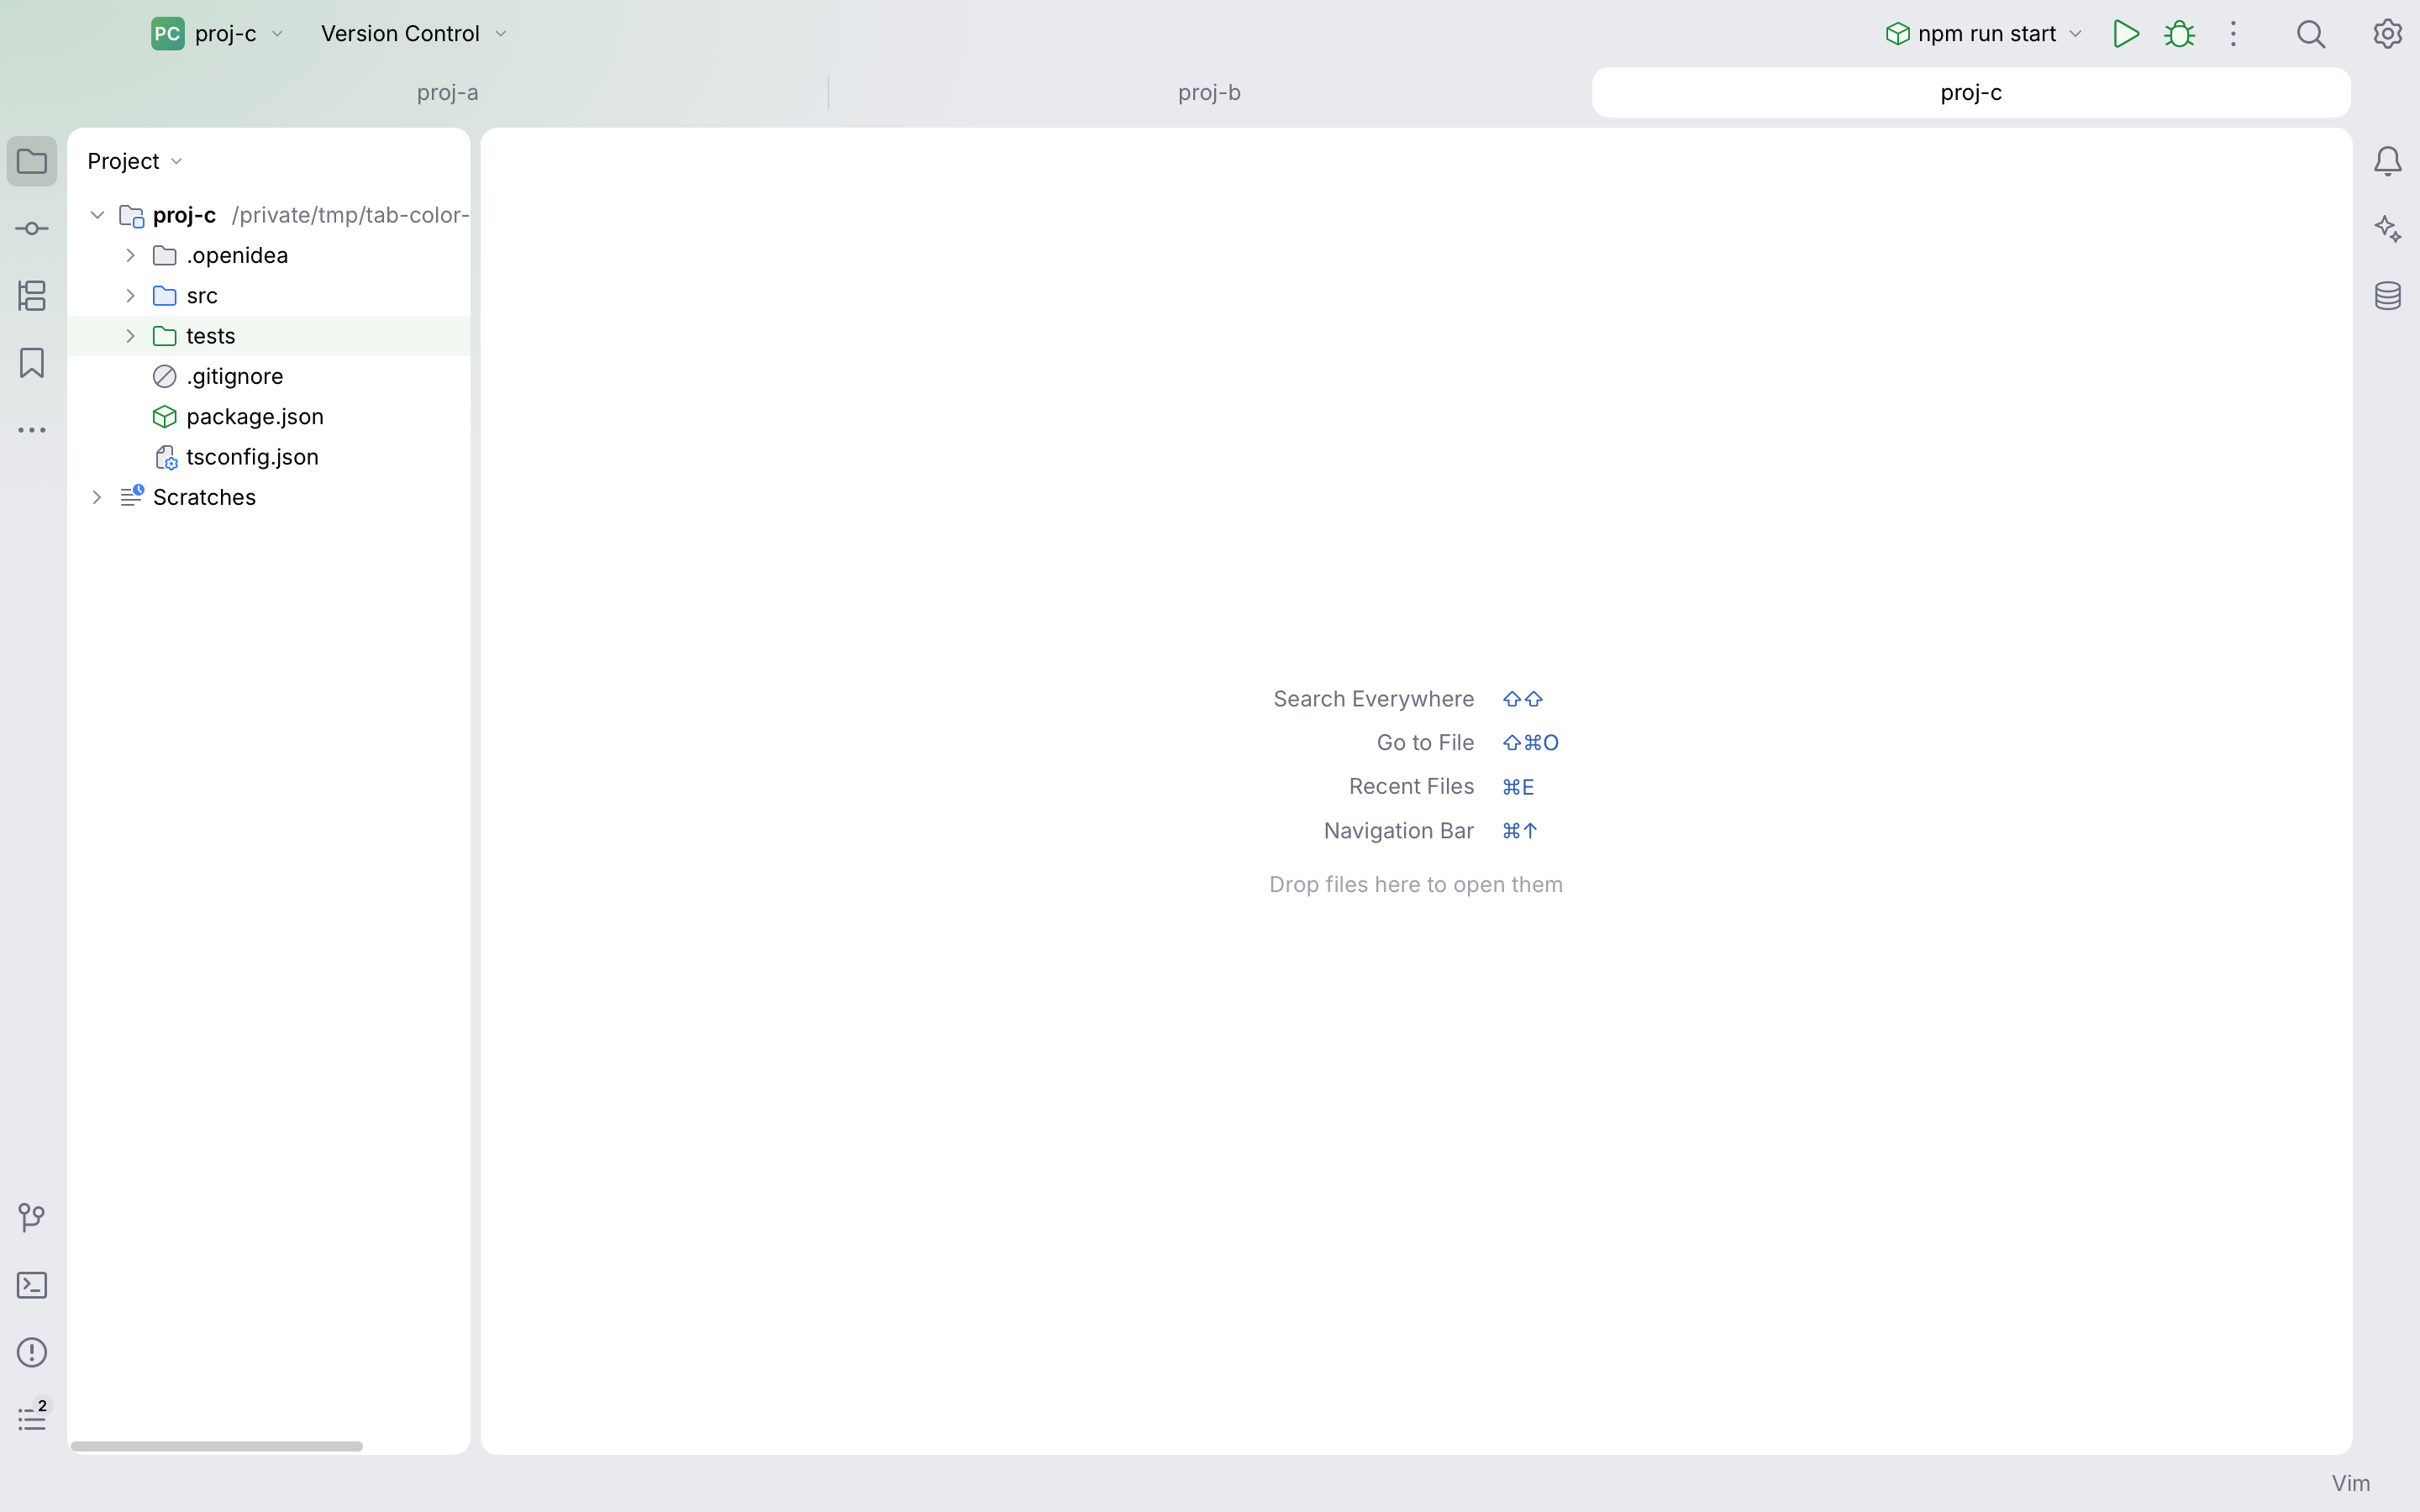 PC proj-c Version Control npm run start
proj-a proj-b proj-c
Project
proj-c /private/tmp/tab-color-
.openidea
src
tests
.gitignore
package.json
tsconfig.json
Scratches
Search Everywhere ⇧⇧
Go to File ⇧⌘O
Recent Files ⌘E
Navigation Bar ⌘↑
Drop files here to open them
2
Vim